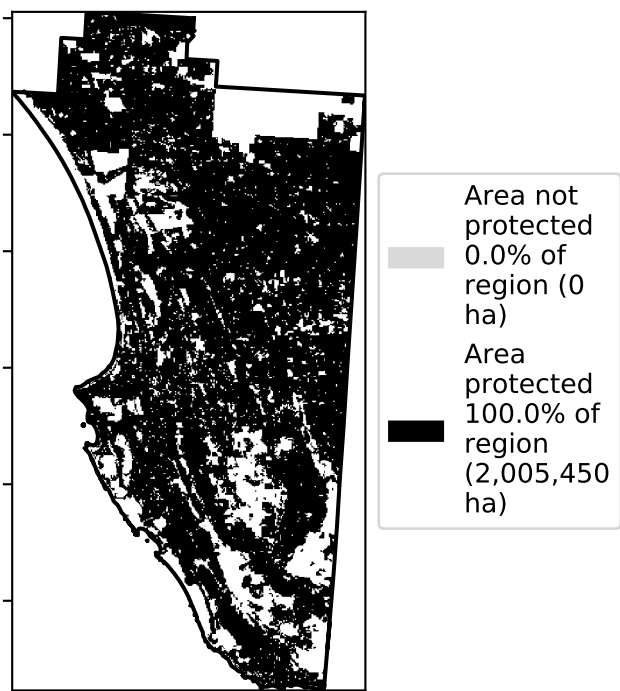 Area not
protected
0.0% of
region (0
ha)
Area
protected
100.0% of
region
(2,005,450
ha)